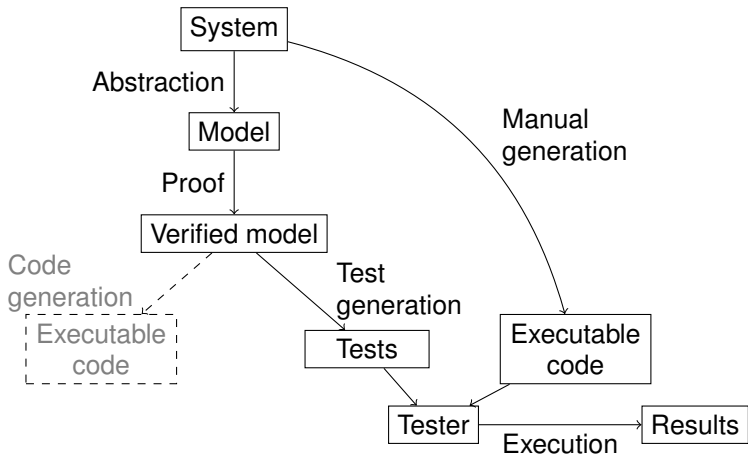 System
Abstraction
Model
Manual
generation
Proof
Verified model
Code
generation
Test
generation
Executable
code
Tests
Executable
code
Tester
Execution
Results